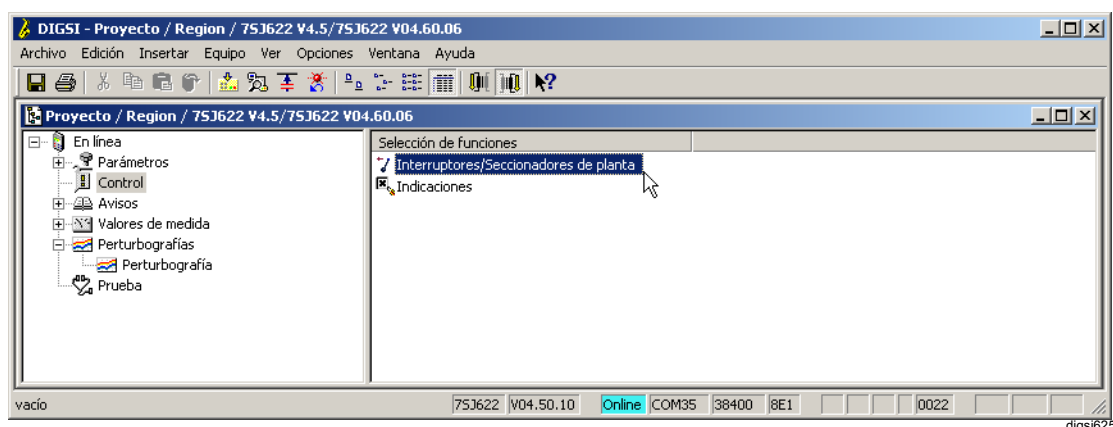 DIGSI - Proyecto / Region / 7SJ622 V4.5/7SJ622 V04.60.06
Archivo Edición Insertar Equipo Ver Opciones Ventana Ayuda
Proyecto / Region / 7SJ622 V4.5/7SJ622 V04.60.06
En línea
Parámetros
Control
Avisos
Valores de medida
Perturbografías
Perturbografía
Prueba
Selección de funciones
Interruptores/Seccionadores de planta
Indicaciones
vacío 7SJ622 V04.50.10 Online COM35 38400 8E1 0022
digsi625